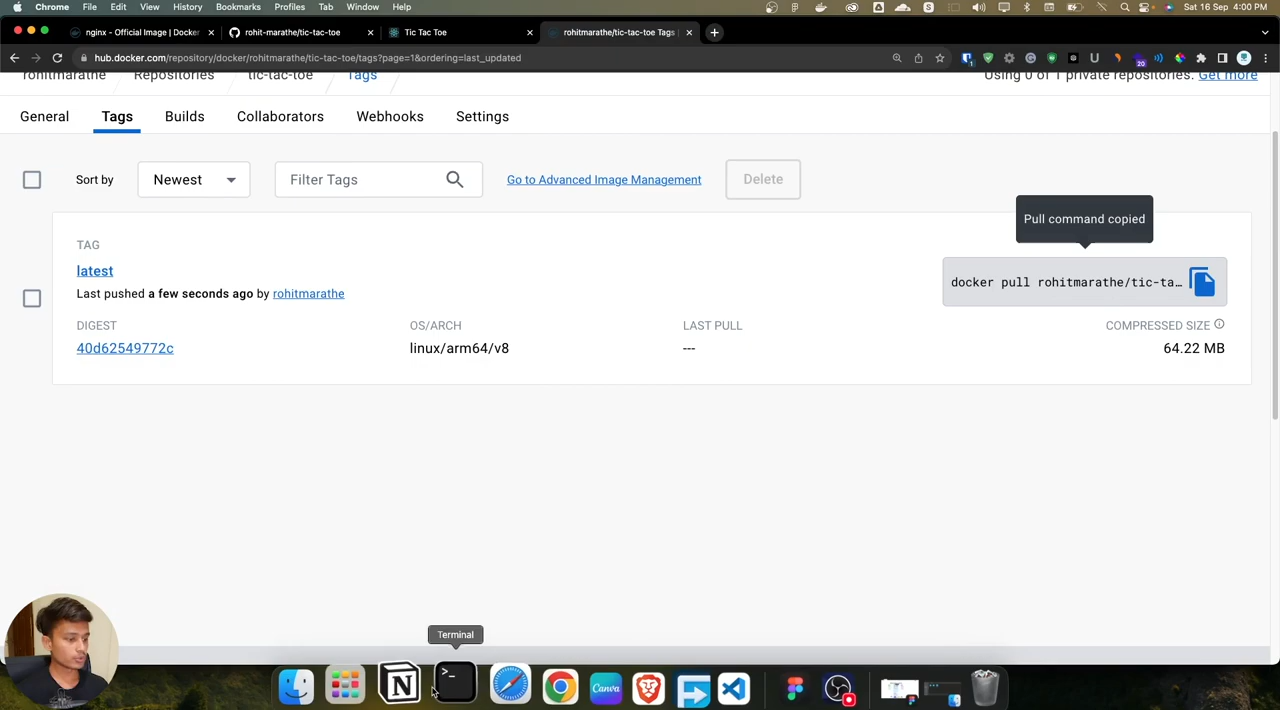 Chrome File Edit View History Bookmarks Profiles Tab Window Help Sat 16 Sep 4:00 PM
nginx - Official Image | Docker rohit-marathe/tic-tac-toe Tic Tac Toe rohitmarathe/tic-tac-toe Tags |
hub.docker.com/repository/docker/rohitmarathe/tic-tac-toe/tags?page=1&ordering=last_updated
20
rohitmarathe Repositories tic-tac-toe Tags Using 0 of 1 private repositories. Get more
General Tags Builds Collaborators Webhooks Settings
Sort by Newest Filter Tags Go to Advanced Image Management Delete
Pull command copied
TAG
latest
docker pull rohitmarathe/tic-ta…
Last pushed a few seconds ago by rohitmarathe
DIGEST OS/ARCH LAST PULL COMPRESSED SIZE
40d62549772c linux/arm64/v8 --- 64.22 MB
Terminal
Canva